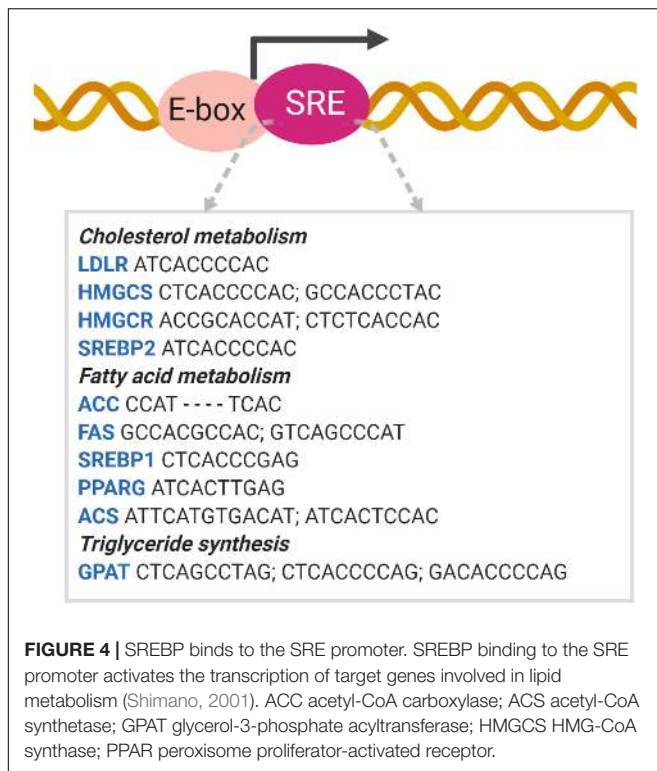 E-box
SRE
Cholesterol metabolism
LDLR ATCACCCCAC
HMGCS CTCACCCCAC; GCCACCCTAC
HMGCR ACCGCACCAT; CTCTCACCAC
SREBP2 ATCACCCCAC
Fatty acid metabolism
ACC CCAT - - - - TCAC
FAS GCCACGCCAC; GTCAGCCCAT
SREBP1 CTCACCCGAG
PPARG ATCACTTGAG
ACS ATTCATGTGACAT; ATCACTCCAC
Triglyceride synthesis
GPAT CTCAGCCTAG; CTCACCCCAG; GACACCCCAG
FIGURE 4 | SREBP binds to the SRE promoter. SREBP binding to the SRE
promoter activates the transcription of target genes involved in lipid
metabolism (Shimano, 2001). ACC acetyl-CoA carboxylase; ACS acetyl-CoA
synthetase; GPAT glycerol-3-phosphate acyltransferase; HMGCS HMG-CoA
synthase; PPAR peroxisome proliferator-activated receptor.